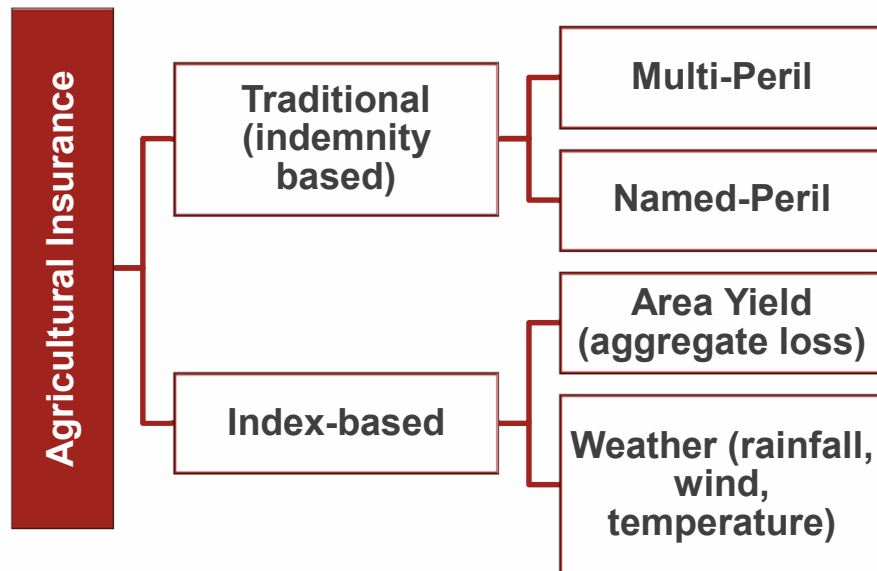 Agricultural Insurance
Traditional
(indemnity
based)
Multi-Peril
Named-Peril
Index-based
Area Yield
(aggregate loss)
Weather (rainfall,
wind,
temperature)